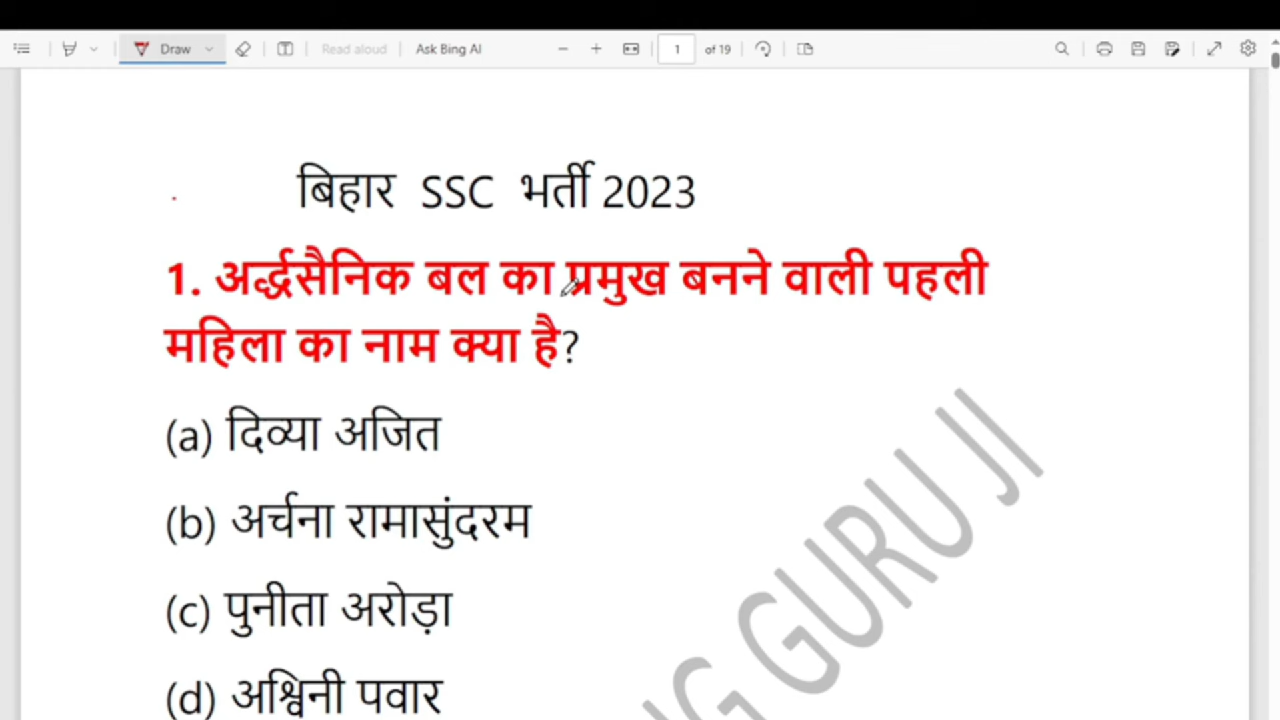 Draw
Read aloud
Ask Bing AI
1
of 19
बिहार SSC भर्ती 2023
1. अर्द्धसैनिक बल का प्रमुख बनने वाली पहली
महिला का नाम क्या है?
(a) दिव्या अजित
(b) अर्चना रामासुंदरम
(c) पुनीता अरोड़ा
(d) अश्विनी पवार
G GURU JI